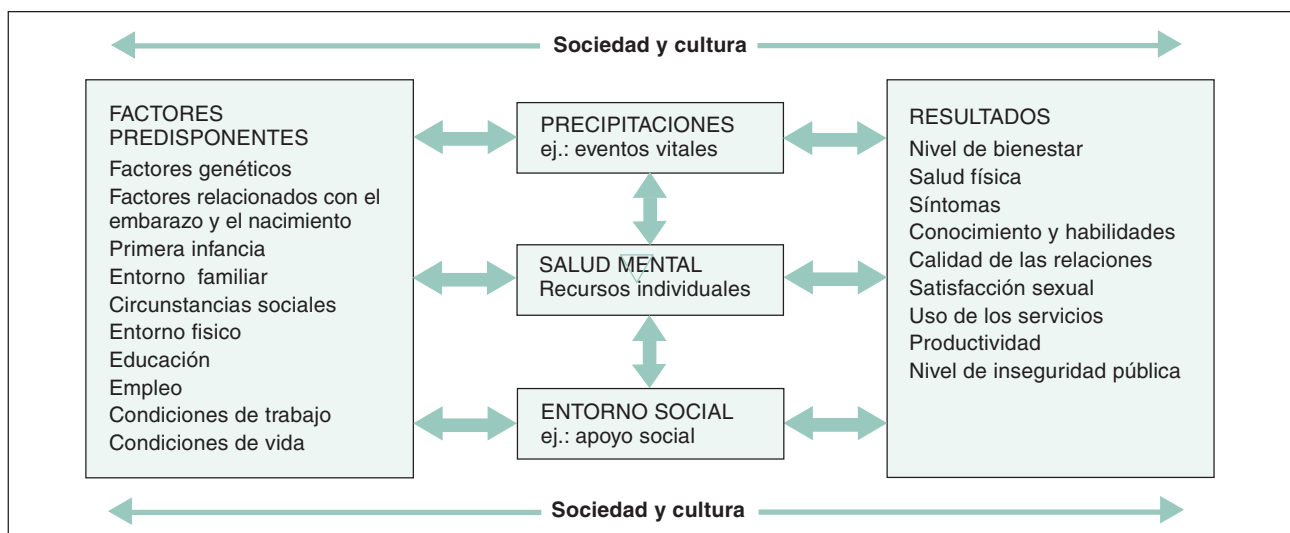 Sociedad y cultura
FACTORES
PREDISPONENTES
Factores genéticos
Factores relacionados con el
embarazo y el nacimiento
Primera infancia
Entorno familiar
Circunstancias sociales
Entorno fisico
Educación
Empleo
Condiciones de trabajo
Condiciones de vida
PRECIPITACIONES
ej.: eventos vitales
SALUD MENTAL
Recursos individuales
ENTORNO SOCIAL
ej.: apoyo social
RESULTADOS
Nivel de bienestar
Salud física
Síntomas
Conocimiento y habilidades
Calidad de las relaciones
Satisfacción sexual
Uso de los servicios
Productividad
Nivel de inseguridad pública
Sociedad y cultura